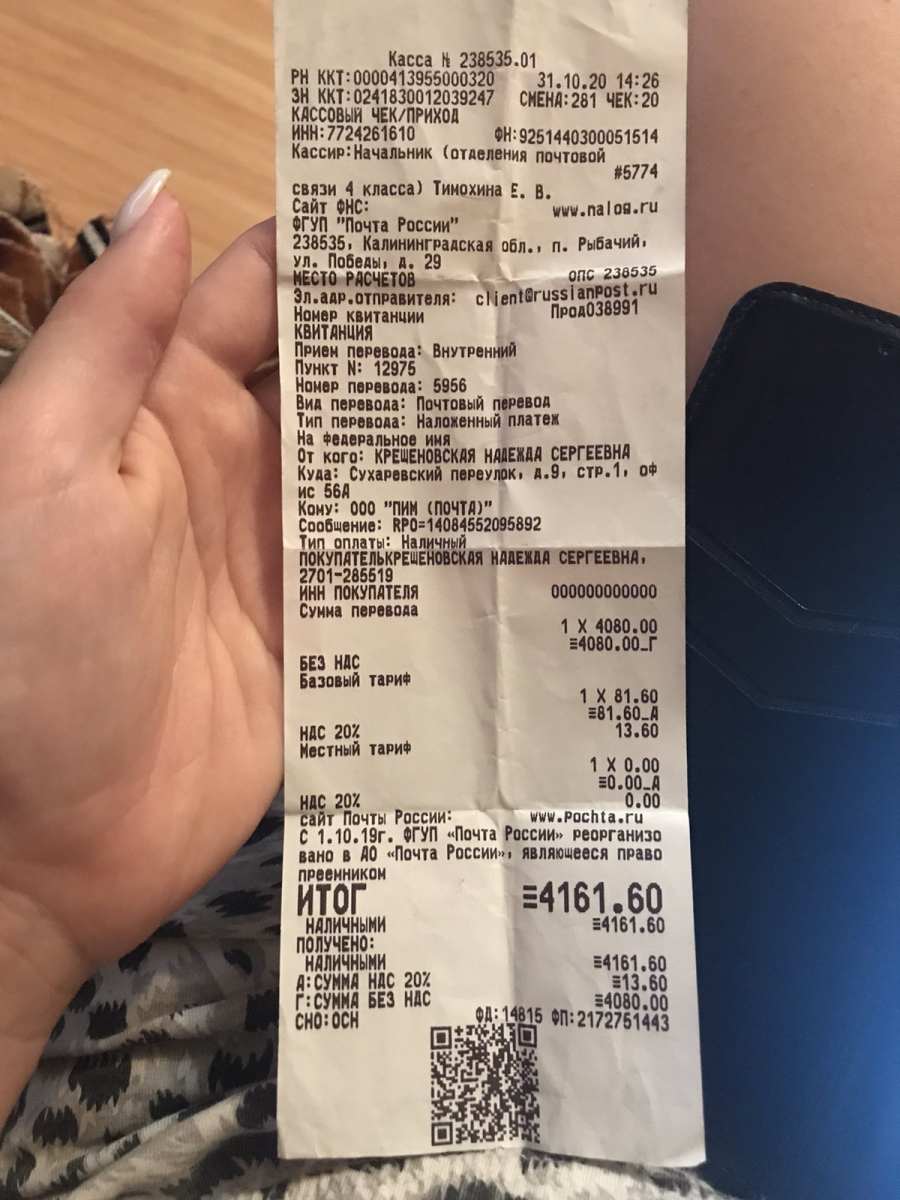 Касса № 238535.01
РН ККТ:0000413955000320 31.10.20 14:26
ЗН ККТ:0241830012039247 СМЕНА:281 ЧЕК:20
КАССОВЫЙ ЧЕК/ПРИХОД
ИНН:7724261610 ФН:9251440300051514
Кассир:Начальник (отделения почтовой
#5774
связи 4 класса) Тимохина Е. В.
Сайт ФНС: www.nalog.ru
ФГУП "Почта России"
238535, Калининградская обл., п. Рыбачий,
ул. Победы, д. 29
МЕСТО РАСЧЕТОВ ОПС 238535
Эл.адр.отправителя: client@russianpost.ru
Номер квитанции Прод038991
КВИТАНЦИЯ
Прием перевода: Внутренний
Пункт N: 12975
Номер перевода: 5956
Вид перевода: Почтовый перевод
Тип перевода: Наложенный платеж
На федеральное имя
От кого: КРЕШЕНОВСКАЯ НАДЕЖДА СЕРГЕЕВНА
Куда: Сухаревский переулок, д.9, стр.1, оф
ис 56А
Кому: ООО "ПИМ (ПОЧТА)"
Сообщение: RPO=14084552095892
Тип оплаты: Наличный
ПОКУПАТЕЛЬКРЕШЕНОВСКАЯ НАДЕЖДА СЕРГЕЕВНА,
2701-285519
ИНН ПОКУПАТЕЛЯ 000000000000
Сумма перевода
1 X 4080.00
≡4080.00_Г
БЕЗ НДС
Базовый тариф
1 X 81.60
≡81.60_А
НДС 20% 13.60
Местный тариф
1 X 0.00
≡0.00_А
НДС 20% 0.00
сайт Почты России: www.pochta.ru
С 1.10.19г. ФГУП «Почта России» реорганизо
вано в АО «Почта России», являющееся право
преемником
ИТОГ ≡4161.60
НАЛИЧНЫМИ ≡4161.60
ПОЛУЧЕНО:
НАЛИЧНЫМИ ≡4161.60
А:СУММА НДС 20% ≡13.60
Г:СУММА БЕЗ НДС ≡4080.00
СНО:ОСН ФД:14815 ФП:2172751443